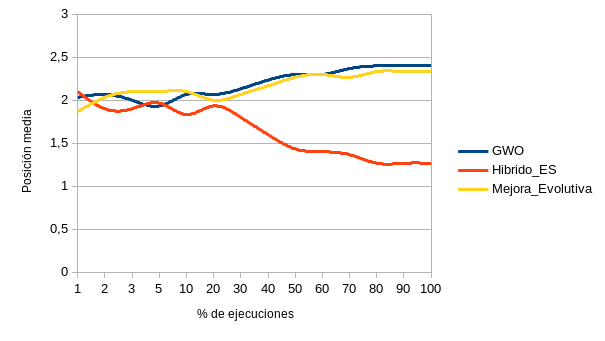 3
2,5
2
1,5
1
0,5
0
Posición media
1 2 3 5 10 20 30 40 50 60 70 80 90 100
% de ejecuciones
GWO
Hibrido_ES
Mejora_Evolutiva